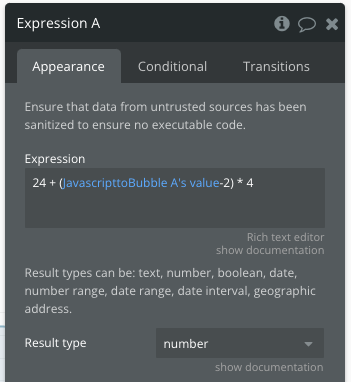 Expression A
Appearance Conditional Transitions
Ensure that data from untrusted sources has been
sanitized to ensure no executable code.
Expression
24 + (JavascripttoBubble A's value-2) * 4
Rich text editor
show documentation
Result types can be: text, number, boolean, date,
number range, date range, date interval, geographic
address.
Result type number
show documentation